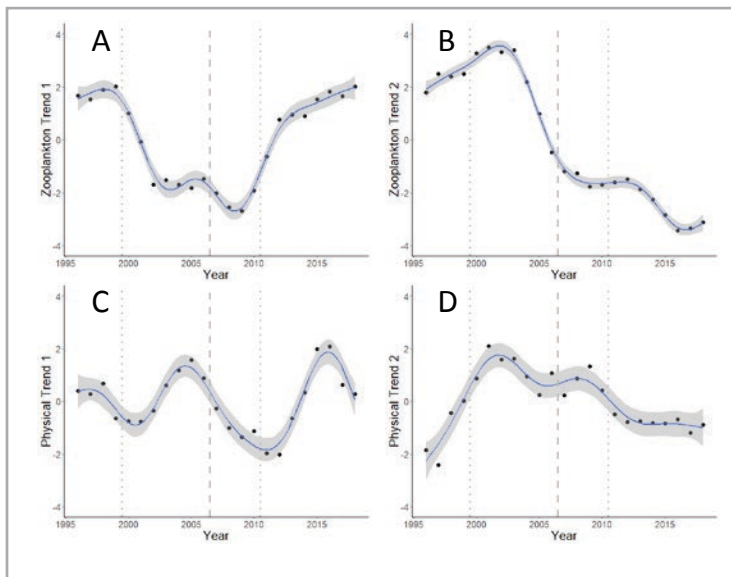 A
Zooplankton Trend 1
4
2
0
-2
-4
1995 2000 2005 2010 2015
Year
B
Zooplankton Trend 2
4
2
0
-2
-4
1995 2000 2005 2010 2015
Year
C
Physical Trend 1
4
2
0
-2
-4
1995 2000 2005 2010 2015
Year
D
Physical Trend 2
4
2
0
-2
-4
1995 2000 2005 2010 2015
Year